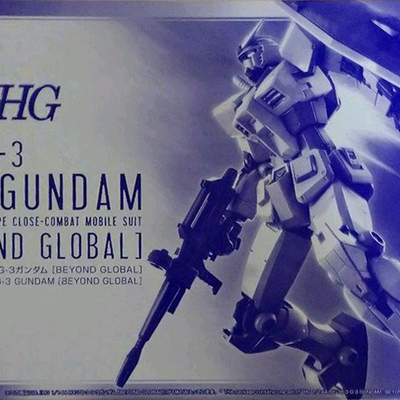 HG
-3
GUNDAM
PE CLOSE-COMBAT MOBILE SUIT
ND GLOBAL]
G-3ガンダム [BEYOND GLOBAL]
G-3 GUNDAM [BEYOND GLOBAL]